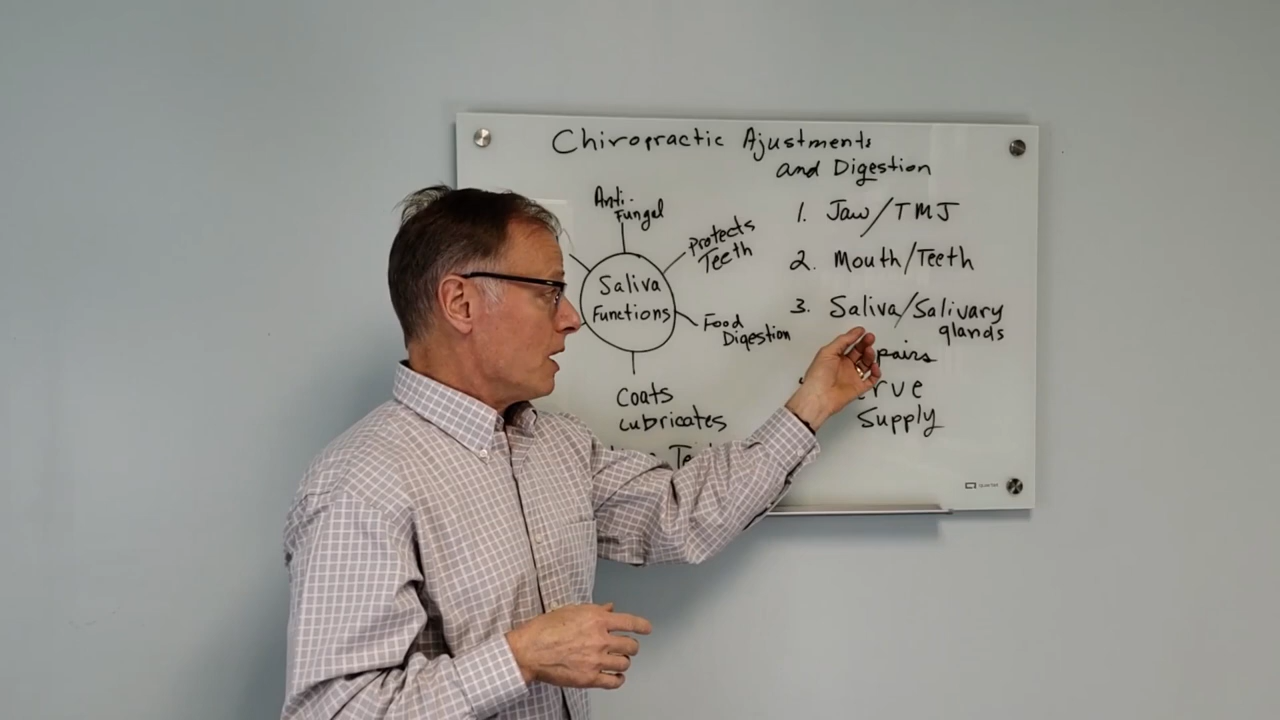 Chiropractic Ajustments
and Digestion
Anti-
Fungal
Protects
Teeth
Saliva
Functions
Food
Digestion
Coats
Lubricates
1. Jaw/TMJ
2. Mouth/Teeth
3. Saliva/Salivary
glands
pairs
Supply